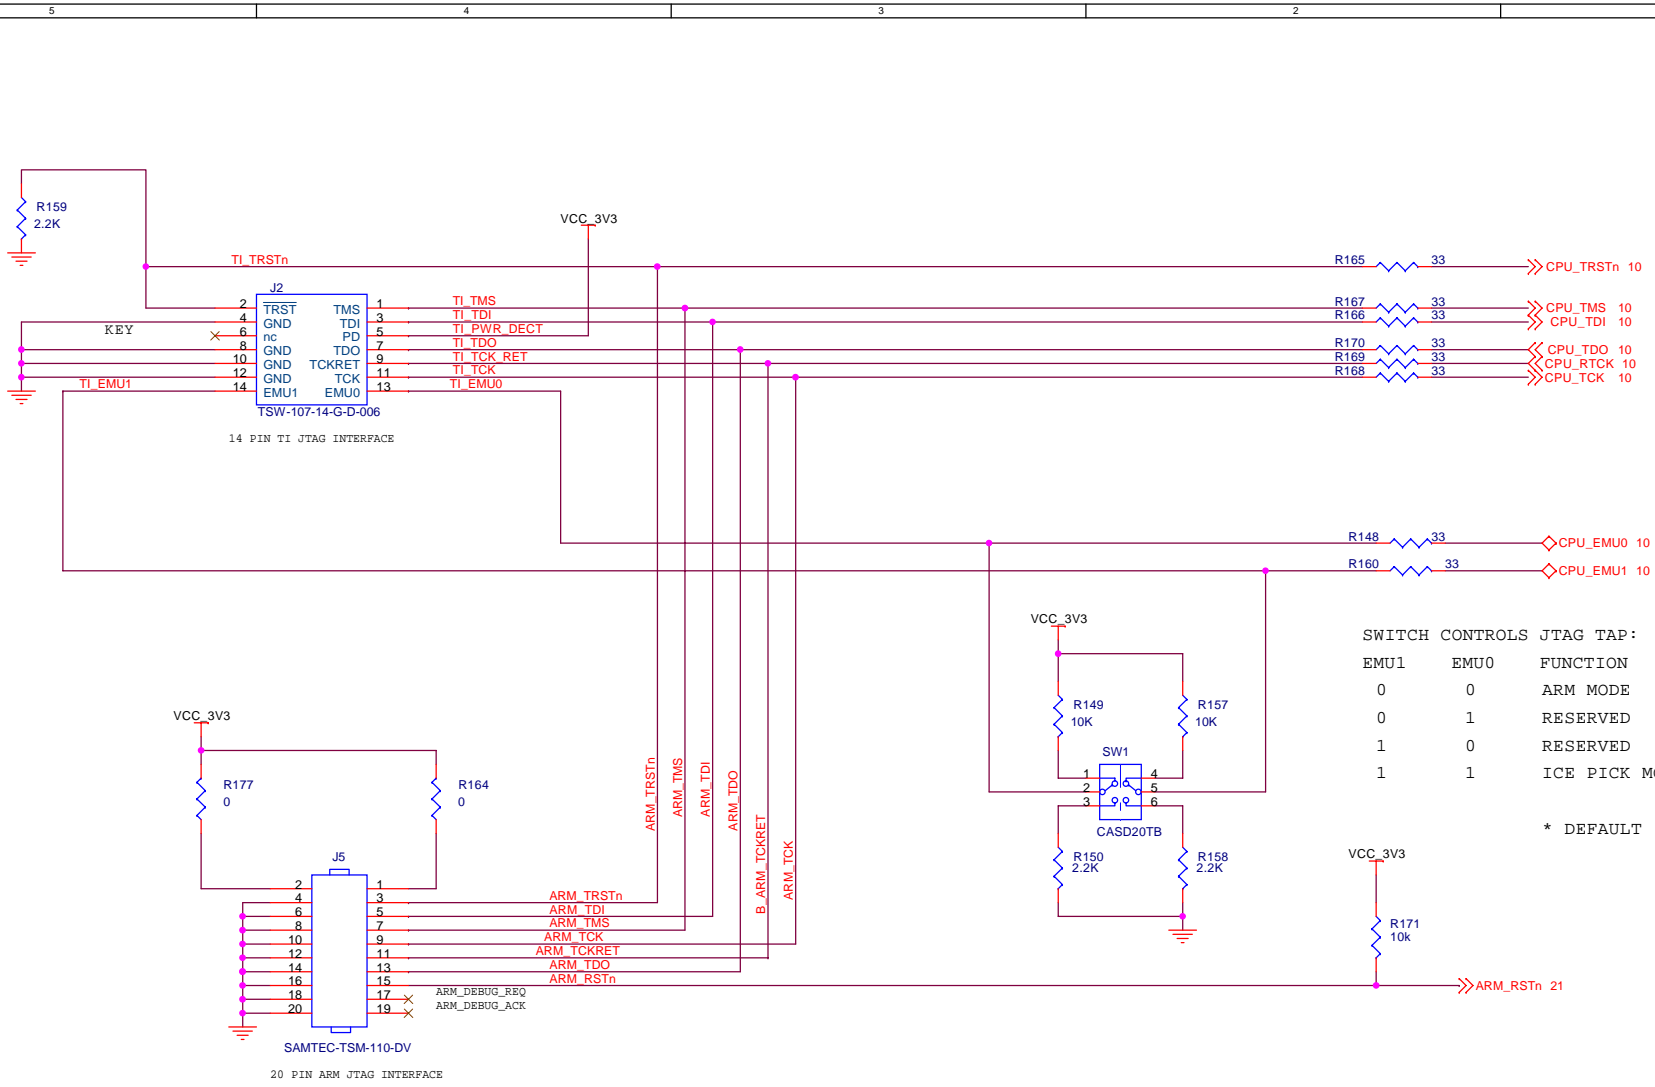 5 4 3 2
R159
2.2K
VCC_3V3
TI_TRSTn
R165 33 CPU_TRSTn 10
J2
2 TRST TMS 1 TI_TMS R167 33 CPU_TMS 10
4 GND TDI 3 TI_TDI R166 33 CPU_TDI 10
KEY 6 nc PD 5 TI_PWR_DECT
8 GND TDO 7 TI_TDO R170 33 CPU_TDO 10
10 GND TCKRET 9 TI_TCK_RET R169 33 CPU_RTCK 10
12 GND TCK 11 TI_TCK R168 33 CPU_TCK 10
TI_EMU1 14 EMU1 EMU0 13 TI_EMU0
TSW-107-14-G-D-006
14 PIN TI JTAG INTERFACE
R148 33 CPU_EMU0 10
R160 33 CPU_EMU1 10
VCC_3V3
SWITCH CONTROLS JTAG TAP:
EMU1 EMU0 FUNCTION
0 0 ARM MODE
0 1 RESERVED
1 0 RESERVED
1 1 ICE PICK
* DEFAULT
R149
10K
R157
10K
SW1
1 4
2 5
3 6
CASD20TB
R150
2.2K
R158
2.2K
VCC_3V3
R177
0
R164
0
ARM_TRSTn
ARM_TMS
ARM_TDI
ARM_TDO
B_ARM_TCKRET
ARM_TCK
VCC_3V3
R171
10k
J5
2 1
4 3 ARM_TRSTn
6 5 ARM_TDI
8 7 ARM_TMS
10 9 ARM_TCK
12 11 ARM_TCKRET
14 13 ARM_TDO
16 15 ARM_RSTn
18 17 ARM_DEBUG_REQ
20 19 ARM_DEBUG_ACK
ARM_RSTn 21
SAMTEC-TSM-110-DV
20 PIN ARM JTAG INTERFACE